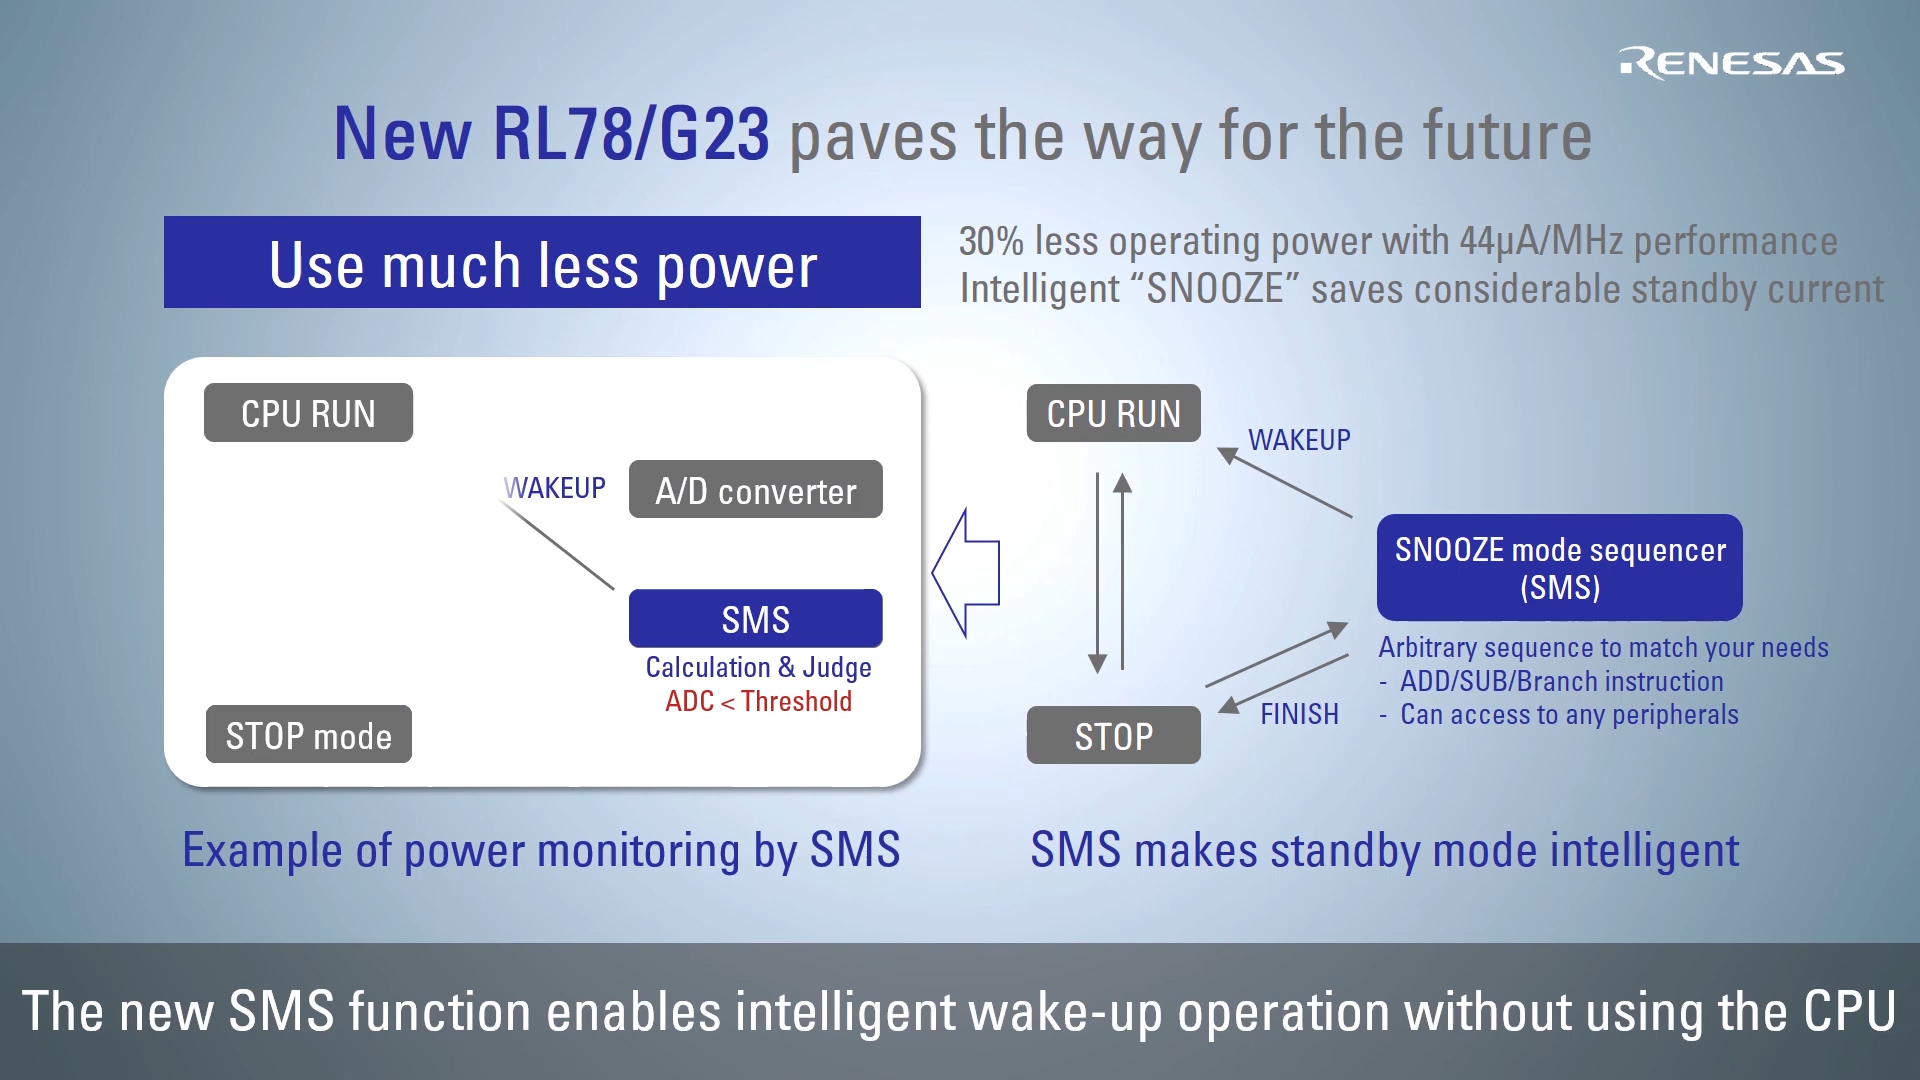 RENESAS
New RL78/G23 paves the way for the future
Use much less power
30% less operating power with 44µA/MHz performance
Intelligent “SNOOZE” saves considerable standby current
CPU RUN
WAKEUP
A/D converter
SMS
Calculation & Judge
ADC < Threshold
STOP mode
Example of power monitoring by SMS
CPU RUN
WAKEUP
SNOOZE mode sequencer
(SMS)
Arbitrary sequence to match your needs
- ADD/SUB/Branch instruction
- Can access to any peripherals
FINISH
STOP
SMS makes standby mode intelligent
The new SMS function enables intelligent wake-up operation without using the CPU